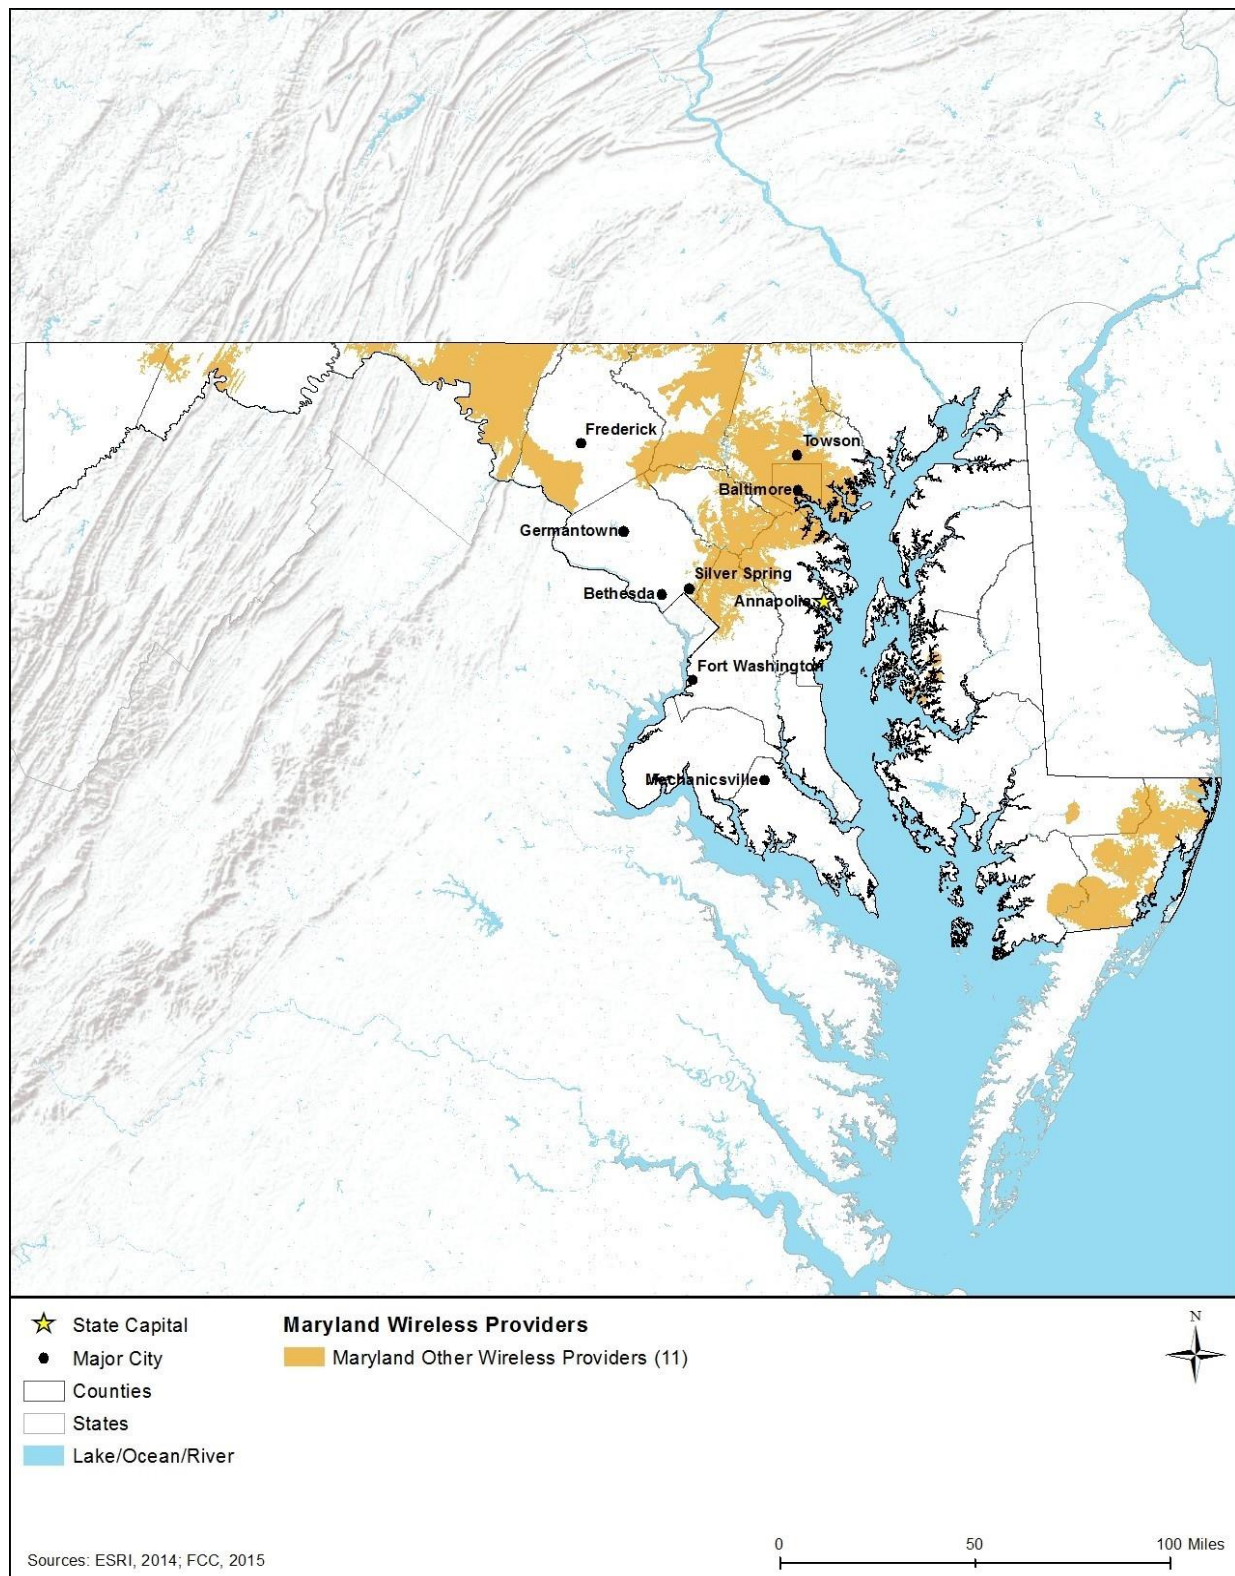 Frederick
Towson
Baltimore
Germantown
Silver Spring
Bethesda
Annapolis
Fort Washington
Mechanicsville
State Capital
Major City
Counties
States
Lake/Ocean/River
Maryland Wireless Providers
Maryland Other Wireless Providers (11)
N
Sources: ESRI, 2014; FCC, 2015
0 50 100 Miles